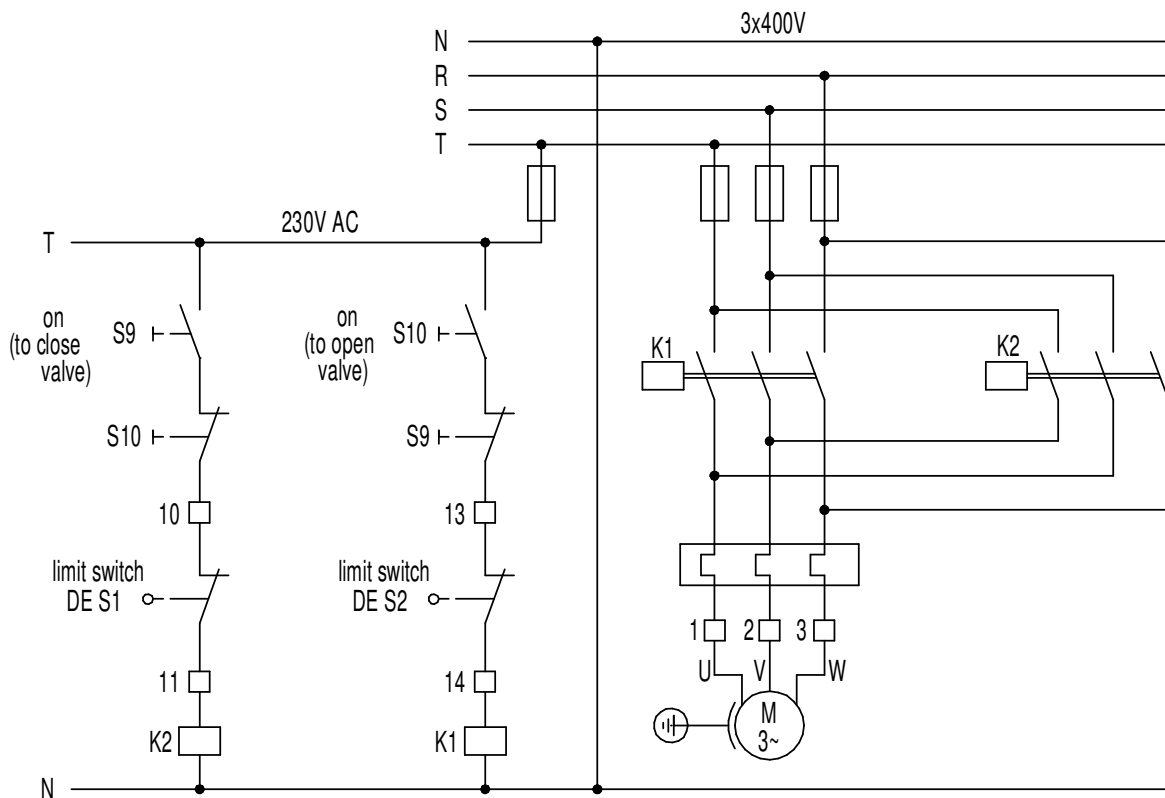 3x400V
N
R
S
T
T
230V AC
on
(to close
valve)
S9
on
(to open
valve)
S10
K1
K2
S10
S9
10
13
limit switch
DE S1
limit switch
DE S2
1
2
3
U
V
W
11
14
M
3~
K2
K1
N